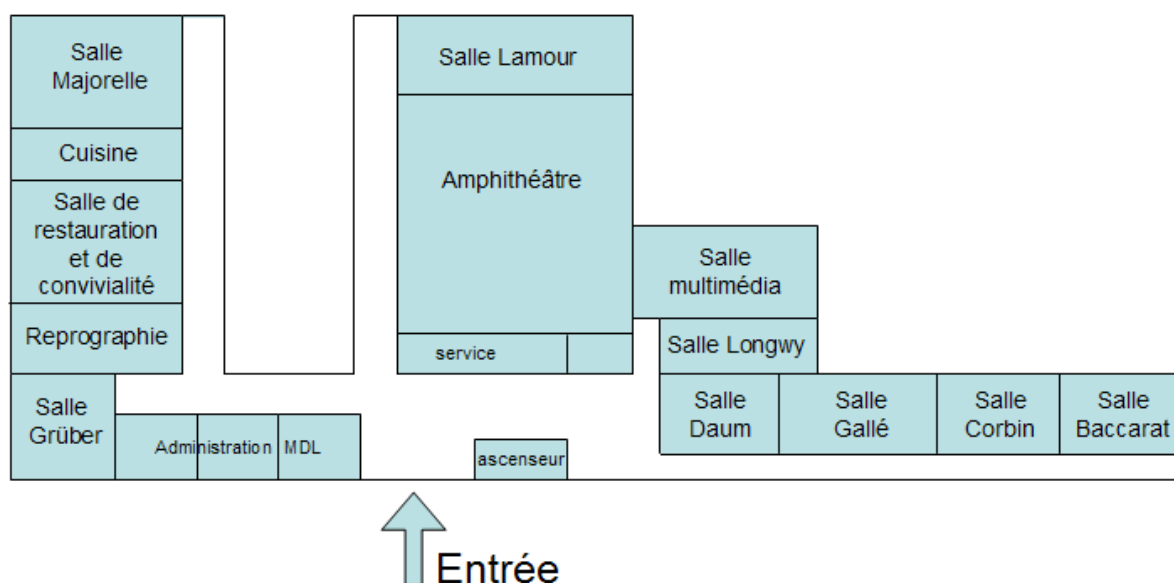 Salle
Majorelle
Cuisine
Salle de
restauration
et de
convivialité
Reprographie
Salle
Grüber
Administration
MDL
Salle Lamour
Amphithéâtre
service
ascenseur
Salle
multimédia
Salle Longwy
Salle
Daum
Salle
Gallé
Salle
Corbin
Salle
Baccarat
Entrée